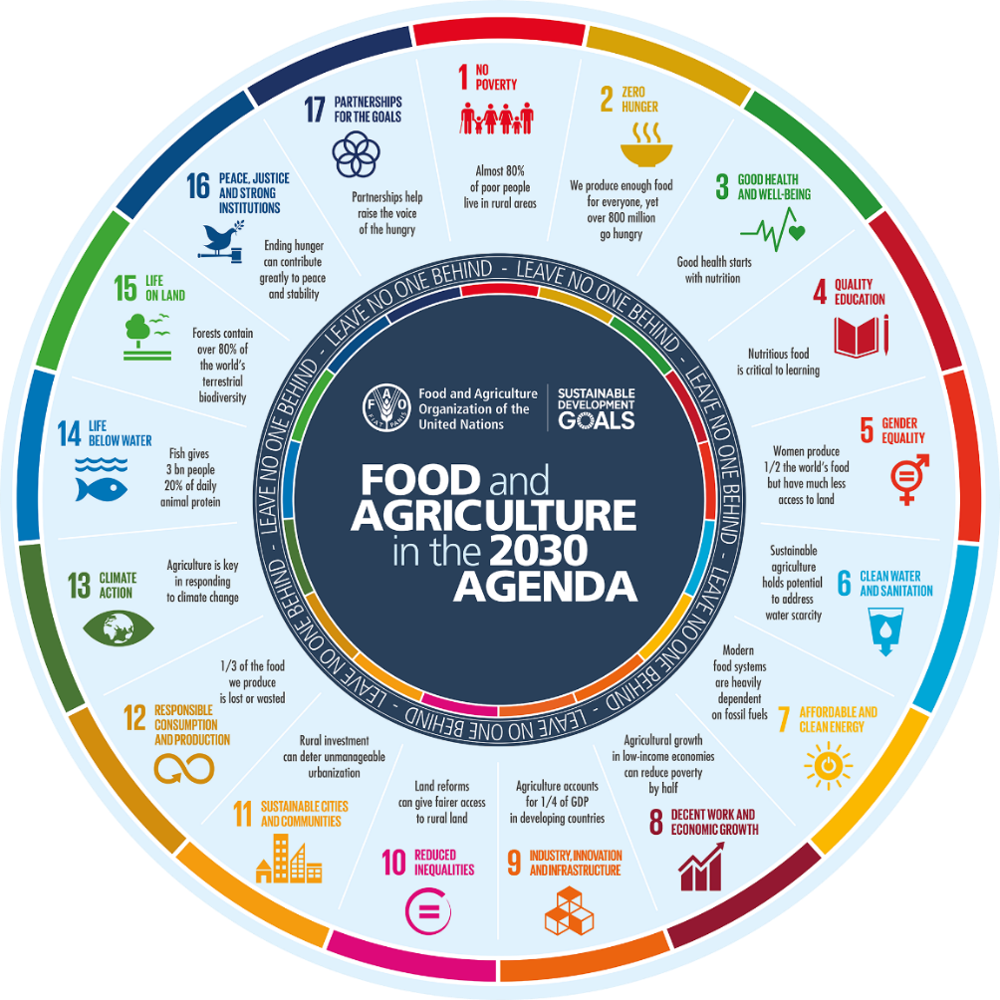 1 NO
POVERTY
Almost 80%
of poor people
live in rural areas
2 ZERO
HUNGER
We produce enough food
for everyone, yet
over 800 million
go hungry
3 GOOD HEALTH
AND WELL-BEING
Good health starts
with nutrition
4 QUALITY
EDUCATION
Nutritious food
is critical to learning
5 GENDER
EQUALITY
Women produce
1/2 the world's food
but have much less
access to land
6 CLEAN WATER
AND SANITATION
Sustainable
agriculture
holds potential
to address
water scarcity
7 AFFORDABLE AND
CLEAN ENERGY
Modern
food systems
are heavily
dependent
on fossil fuels
8 DECENT WORK AND
ECONOMIC GROWTH
Agricultural growth
in low-income economies
can reduce poverty
by half
9 INDUSTRY, INNOVATION
AND INFRASTRUCTURE
Agriculture accounts
for 1/4 of GDP
in developing countries
10 REDUCED
INEQUALITIES
Land reforms
can give fairer access
to rural land
11 SUSTAINABLE CITIES
AND COMMUNITIES
Rural investment
can deter unmanageable
urbanization
12 RESPONSIBLE
CONSUMPTION
AND PRODUCTION
1/3 of the food
we produce
is lost or wasted
13 CLIMATE
ACTION
Agriculture is key
in responding
to climate change
14 LIFE
BELOW WATER
Fish gives
3 bn people
20% of daily
animal protein
15 LIFE
ON LAND
Forests contain
over 80% of
the world's
terrestrial
biodiversity
16 PEACE, JUSTICE
AND STRONG
INSTITUTIONS
Ending hunger
can contribute
greatly to peace
and stability
17 PARTNERSHIPS
FOR THE GOALS
Partnerships help
raise the voice
of the hungry
LEAVE NO ONE BEHIND - LEAVE NO ONE BEHIND - LEAVE NO ONE BEHIND - LEAVE NO ONE BEHIND - LEAVE NO ONE BEHIND - LEAVE NO ONE BEHIND - LEAVE NO ONE BEHIND - LEAVE NO ONE BEHIND -
FAO
FIAT PANIS
Food and Agriculture
Organization of the
United Nations
SUSTAINABLE
DEVELOPMENT
GOALS
FOOD and
AGRICULTURE
in the 2030
AGENDA